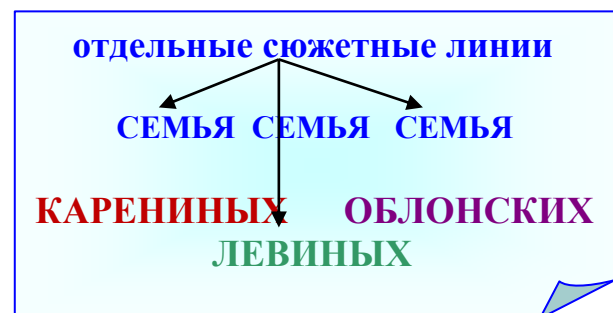 отдельные сюжетные линии
СЕМЬЯ СЕМЬЯ СЕМЬЯ
КАРЕНИНЫХ ОБЛОНСКИХ
ЛЕВИНЫХ